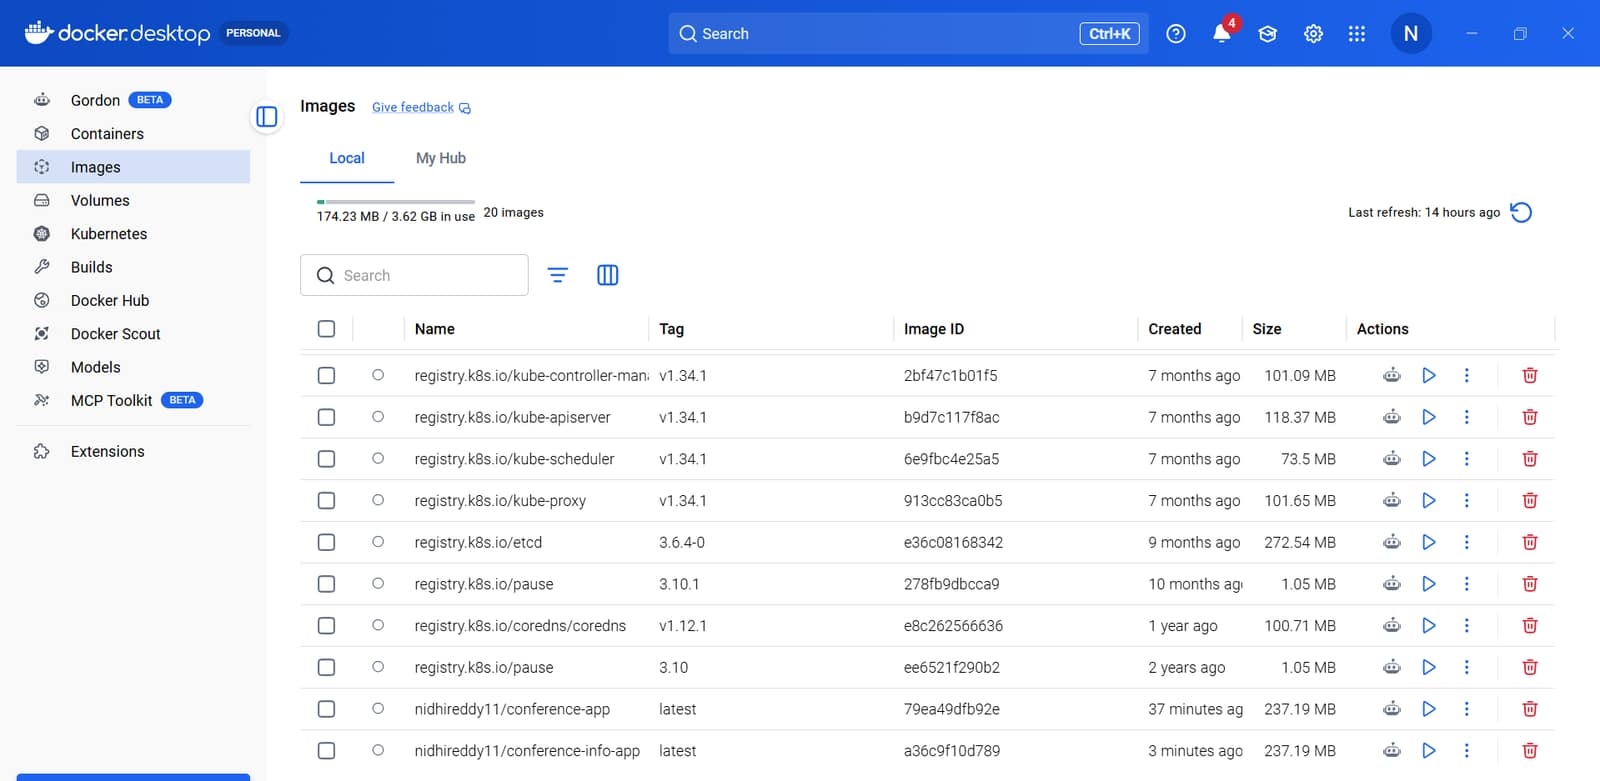 docker.desktop PERSONAL Search Ctrl+K 4 N
Gordon BETA
Containers
Images
Volumes
Kubernetes
Builds
Docker Hub
Docker Scout
Models
MCP Toolkit BETA
Extensions
Images Give feedback
Local My Hub
174.23 MB / 3.62 GB in use 20 images Last refresh: 14 hours ago
Search
Name Tag Image ID Created Size Actions
registry.k8s.io/kube-controller-mana v1.34.1 2bf47c1b01f5 7 months ago 101.09 MB
registry.k8s.io/kube-apiserver v1.34.1 b9d7c117f8ac 7 months ago 118.37 MB
registry.k8s.io/kube-scheduler v1.34.1 6e9fbc4e25a5 7 months ago 73.5 MB
registry.k8s.io/kube-proxy v1.34.1 913cc83ca0b5 7 months ago 101.65 MB
registry.k8s.io/etcd 3.6.4-0 e36c08168342 9 months ago 272.54 MB
registry.k8s.io/pause 3.10.1 278fb9dbcca9 10 months ag 1.05 MB
registry.k8s.io/coredns/coredns v1.12.1 e8c262566636 1 year ago 100.71 MB
registry.k8s.io/pause 3.10 ee6521f290b2 2 years ago 1.05 MB
nidhireddy11/conference-app latest 79ea49dfb92e 37 minutes ag 237.19 MB
nidhireddy11/conference-info-app latest a36c9f10d789 3 minutes ago 237.19 MB